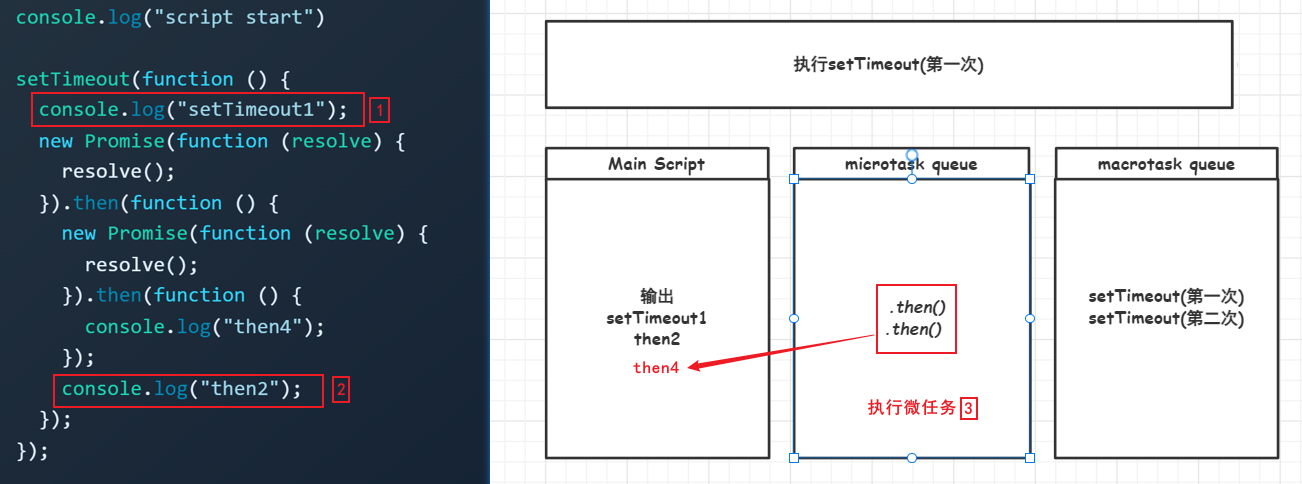 console.log("script start")
setTimeout(function () {
console.log("setTimeout1");
1
new Promise(function (resolve) {
resolve();
}).then(function () {
new Promise(function (resolve) {
resolve();
}).then(function () {
console.log("then4");
});
console.log("then2");
2
});
});
执行setTimeout(第一次)
Main Script
输出
setTimeout1
then2
then4
microtask queue
.then()
.then()
执行微任务 3
macrotask queue
setTimeout(第一次)
setTimeout(第二次)